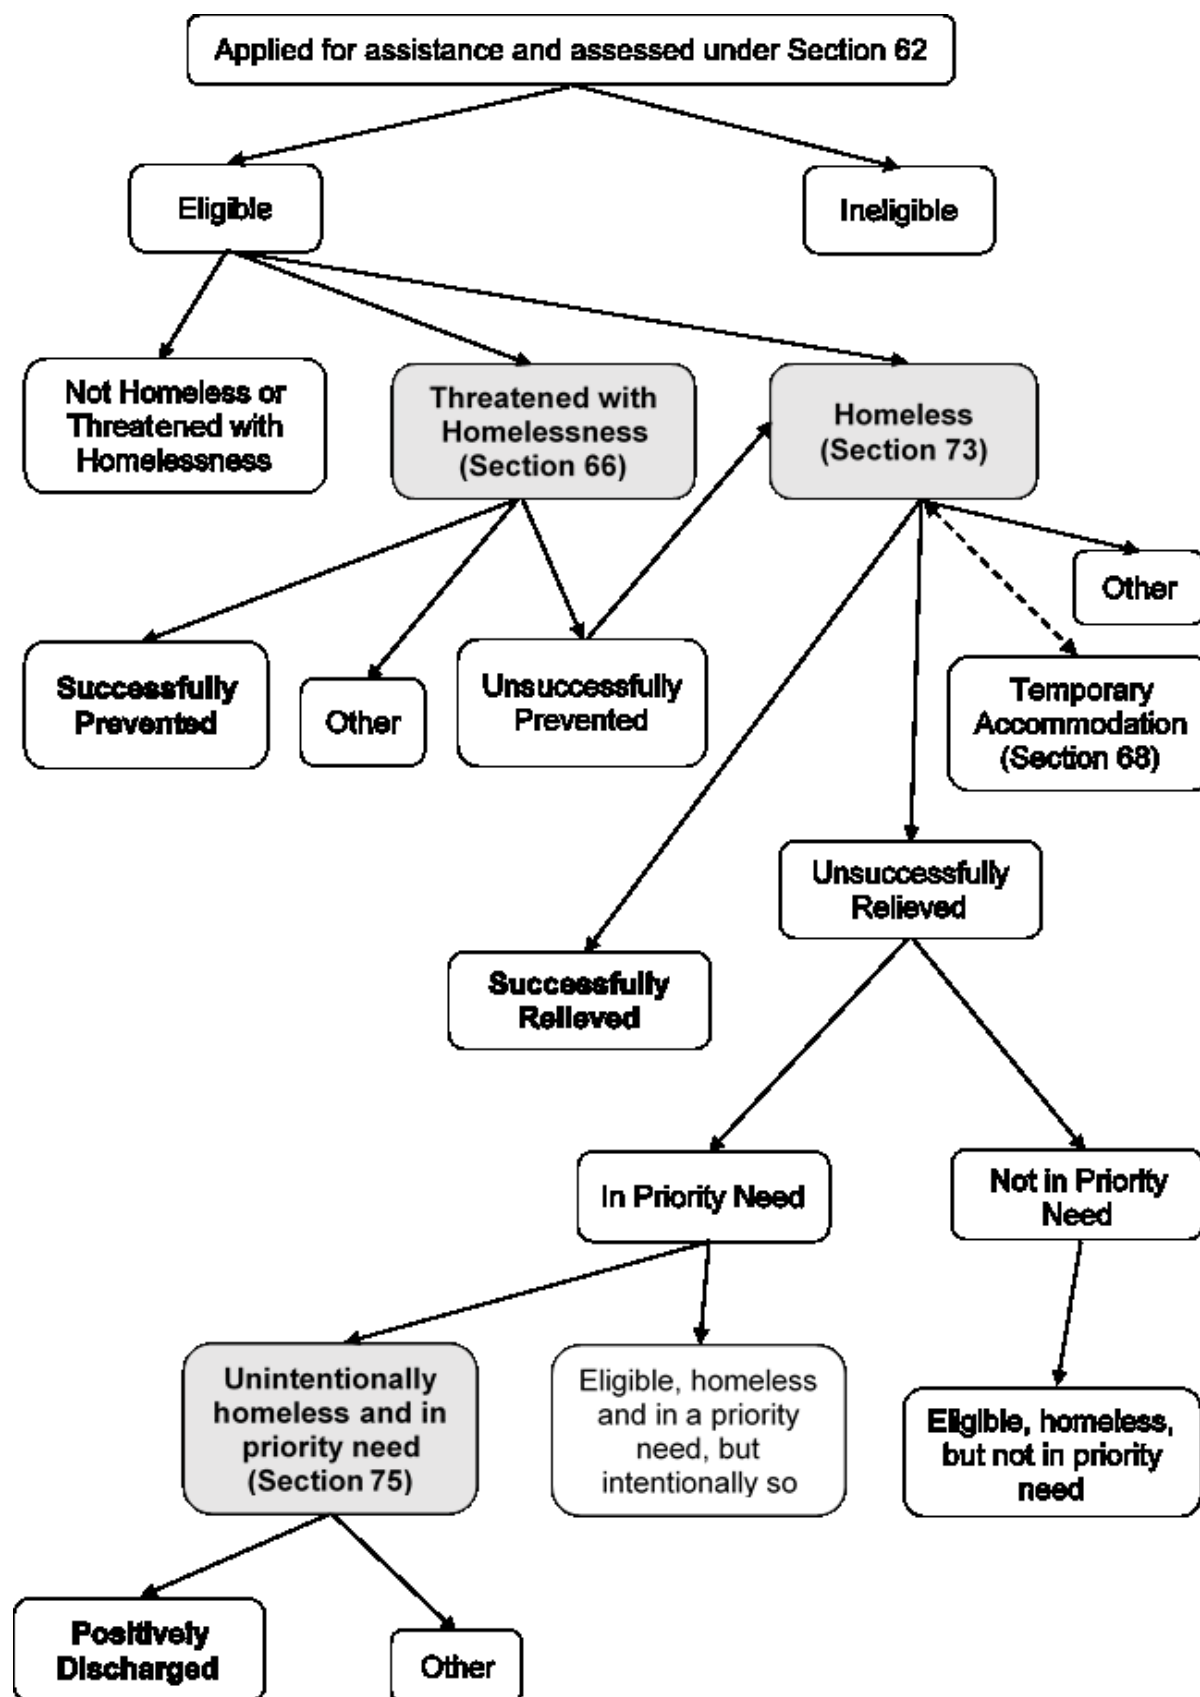 Applied for assistance and assessed under Section 62
Eligible
Ineligible
Not Homeless or
Threatened with
Homelessness
Threatened with
Homelessness
(Section 66)
Homeless
(Section 73)
Other
Successfully
Prevented
Other
Unsuccessfully
Prevented
Temporary
Accommodation
(Section 68)
Unsuccessfully
Relieved
Successfully
Relieved
In Priority Need
Not in Priority
Need
Unintentionally
homeless and in
priority need
(Section 75)
Eligible, homeless
and in a priority
need, but
intentionally so
Eligible, homeless,
but not in priority
need
Positively
Discharged
Other